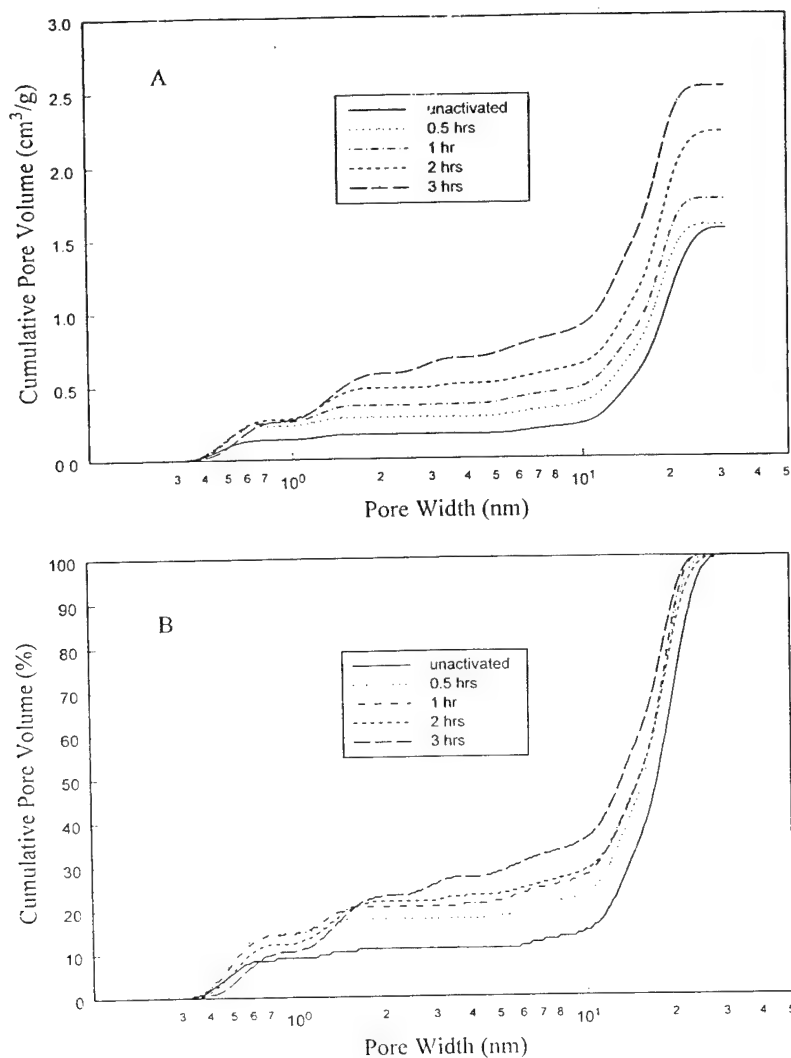 3.0
2.5
2.0
1.5
1.0
0.5
0.0
Cumulative Pore Volume (cm³/g)
A
unactivated
0.5 hrs
1 hr
2 hrs
3 hrs
3 4 5 6 7 10⁰ 2 3 4 5 6 7 8 10¹ 2 3 4 5
Pore Width (nm)
100
90
80
70
60
50
40
30
20
10
0
Cumulative Pore Volume (%)
B
unactivated
0.5 hrs
1 hr
2 hrs
3 hrs
3 4 5 6 7 10⁰ 2 3 4 5 6 7 8 10¹ 2 3 4 5
Pore Width (nm)